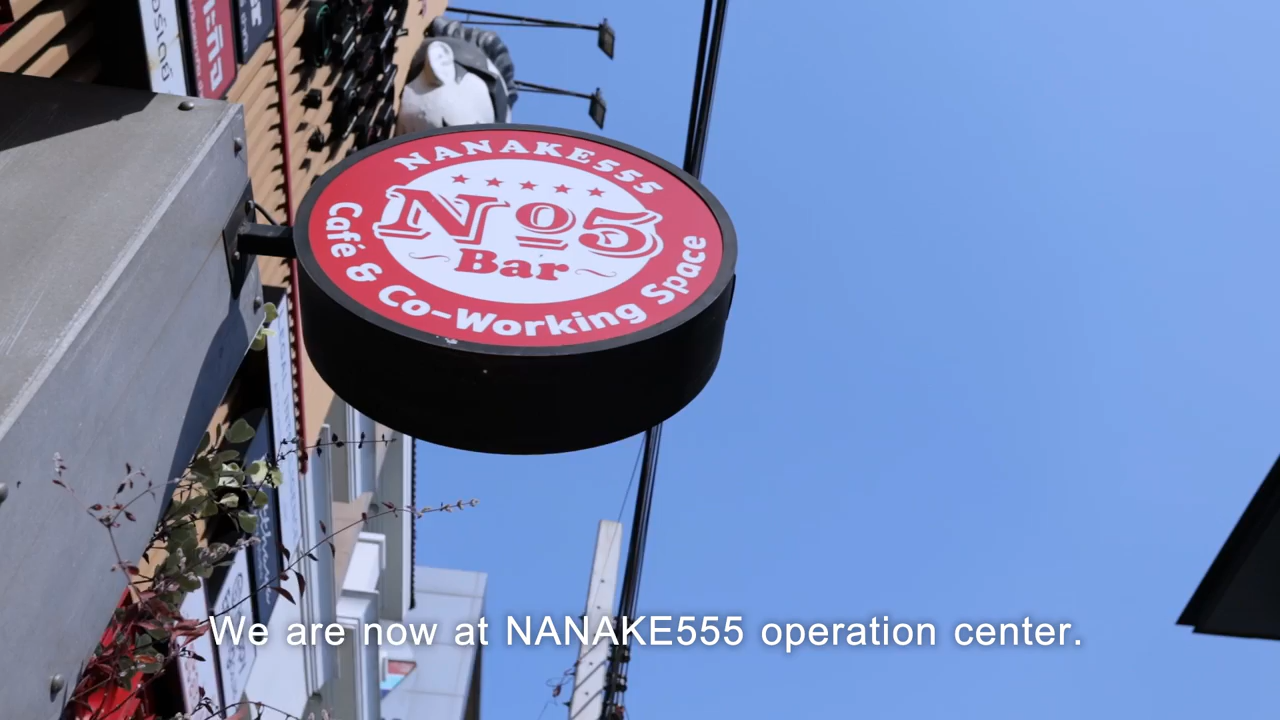 NANAKE555
No5
Bar
Café & Co-Working Space
We are now at NANAKE555 operation center.